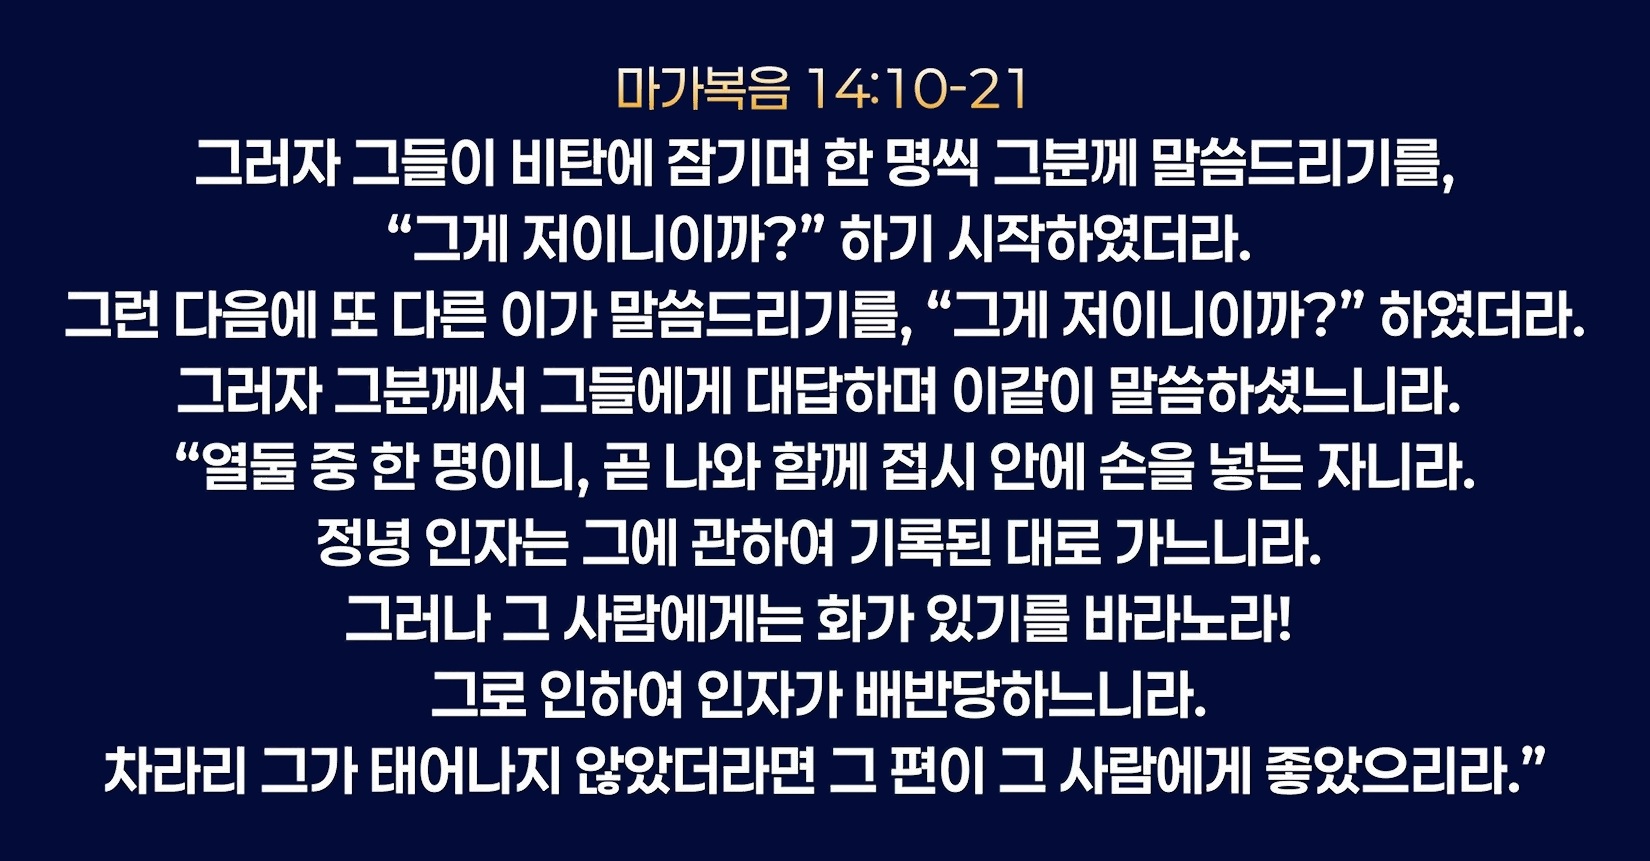 마가복음 14:10-21
그러자 그들이 비탄에 잠기며 한 명씩 그분께 말씀드리기를,
“그게 저이니이까?” 하기 시작하였더라.
그런 다음에 또 다른 이가 말씀드리기를, “그게 저이니이까?” 하였더라.
그러자 그분께서 그들에게 대답하며 이같이 말씀하셨느니라.
“열둘 중 한 명이니, 곧 나와 함께 접시 안에 손을 넣는 자니라.
정녕 인자는 그에 관하여 기록된 대로 가느니라.
그러나 그 사람에게는 화가 있기를 바라노라!
그로 인하여 인자가 배반당하느니라.
차라리 그가 태어나지 않았더라면 그 편이 그 사람에게 좋았으리라.”